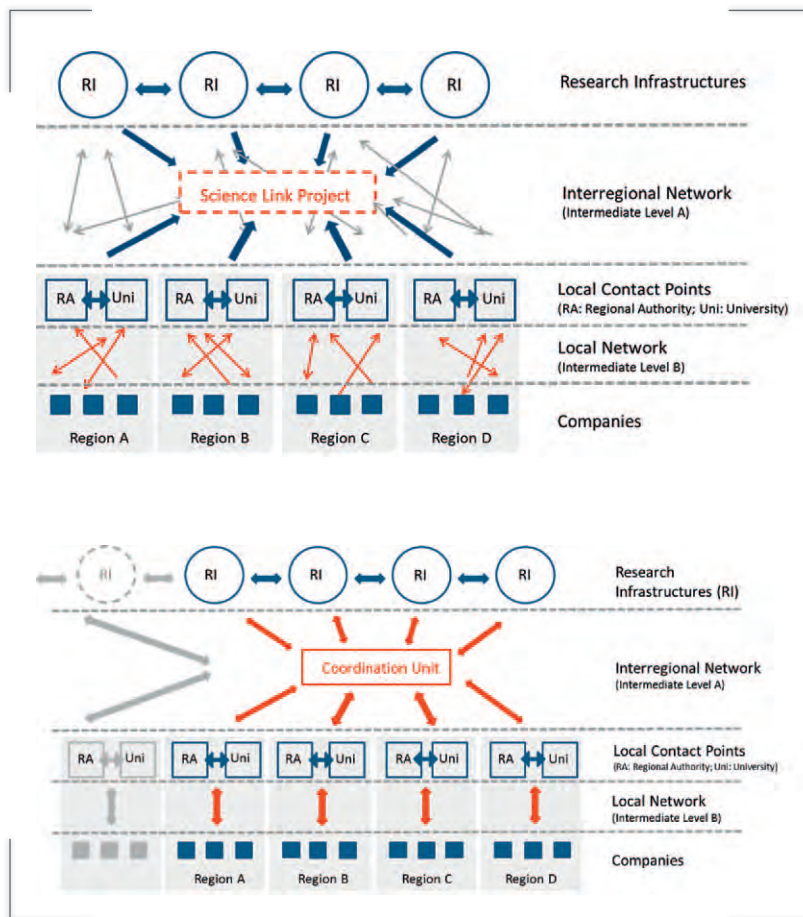 RI RI RI RI
Research Infrastructures
Science Link Project
Interregional Network
(Intermediate Level A)
RA Uni RA Uni RA Uni RA Uni
Local Contact Points
(RA: Regional Authority; Uni: University)
Local Network
(Intermediate Level B)
Companies
Region A Region B Region C Region D
RI RI RI RI RI
Research
Infrastructures (RI)
Coordination Unit
Interregional Network
(Intermediate Level A)
RA Uni RA Uni RA Uni RA Uni RA Uni
Local Contact Points
(RA: Regional Authority; Uni: University)
Local Network
(Intermediate Level B)
Companies
Region A Region B Region C Region D